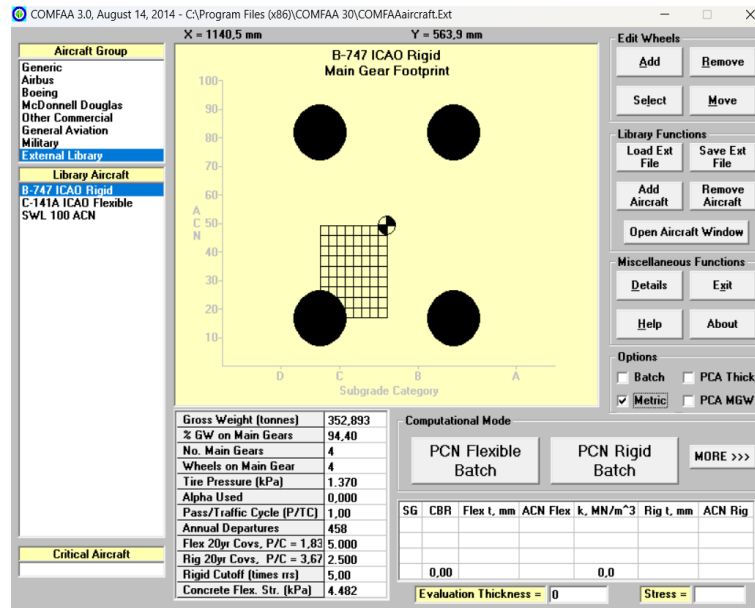 COMFAA 3.0, August 14, 2014 - C:\Program Files (x86)\COMFAA 30\COMFAAaircraft.Ext
X = 1140,5 mm Y = 563,9 mm
Aircraft Group
Generic
Airbus
Boeing
McDonnell Douglas
Other Commercial
General Aviation
Military
External Library
Library Aircraft
B-747 ICAO Rigid
C-141A ICAO Flexible
SWL 100 ACN
Critical Aircraft
B-747 ICAO Rigid
Main Gear Footprint
100
90
80
70
60
50
40
30
20
10
A
C
N
D C B A
Subgrade Category
Gross Weight (tonnes) 352,893
% GW on Main Gears 94,40
No. Main Gears 4
Wheels on Main Gear 4
Tire Pressure (kPa) 1.370
Alpha Used 0,000
Pass/Traffic Cycle (P/TC) 1,00
Annual Departures 458
Flex 20yr Covs, P/C = 1,83 5.000
Rig 20yr Covs, P/C = 3,67 2.500
Rigid Cutoff (times rrs) 5,00
Concrete Flex. Str. (kPa) 4.482
Edit Wheels
Add Remove
Select Move
Library Functions
Load Ext File Save Ext File
Add Aircraft Remove Aircraft
Open Aircraft Window
Miscellaneous Functions
Details Exit
Help About
Options
Batch PCA Thick
Metric PCA MGW
Computational Mode
PCN Flexible Batch PCN Rigid Batch MORE >>>
SG CBR Flex t, mm ACN Flex k, MN/m^3 Rig t, mm ACN Rig
0,00 0,0
Evaluation Thickness = 0 Stress =